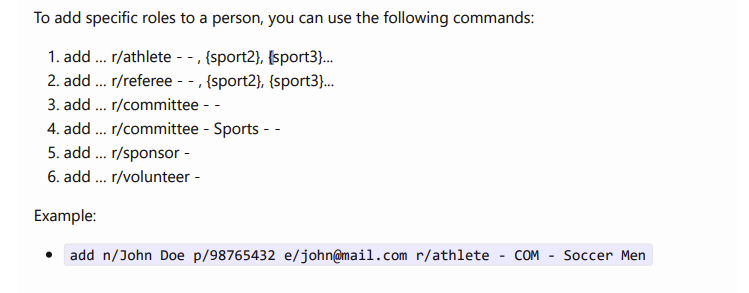 To add specific roles to a person, you can use the following commands:
1. add ... r/athlete - - , {sport2}, {sport3}...
2. add ... r/referee - - , {sport2}, {sport3}...
3. add ... r/committee - -
4. add ... r/committee - Sports - -
5. add ... r/sponsor -
6. add ... r/volunteer -
Example:
• add n/John Doe p/98765432 e/john@mail.com r/athlete - COM - Soccer Men